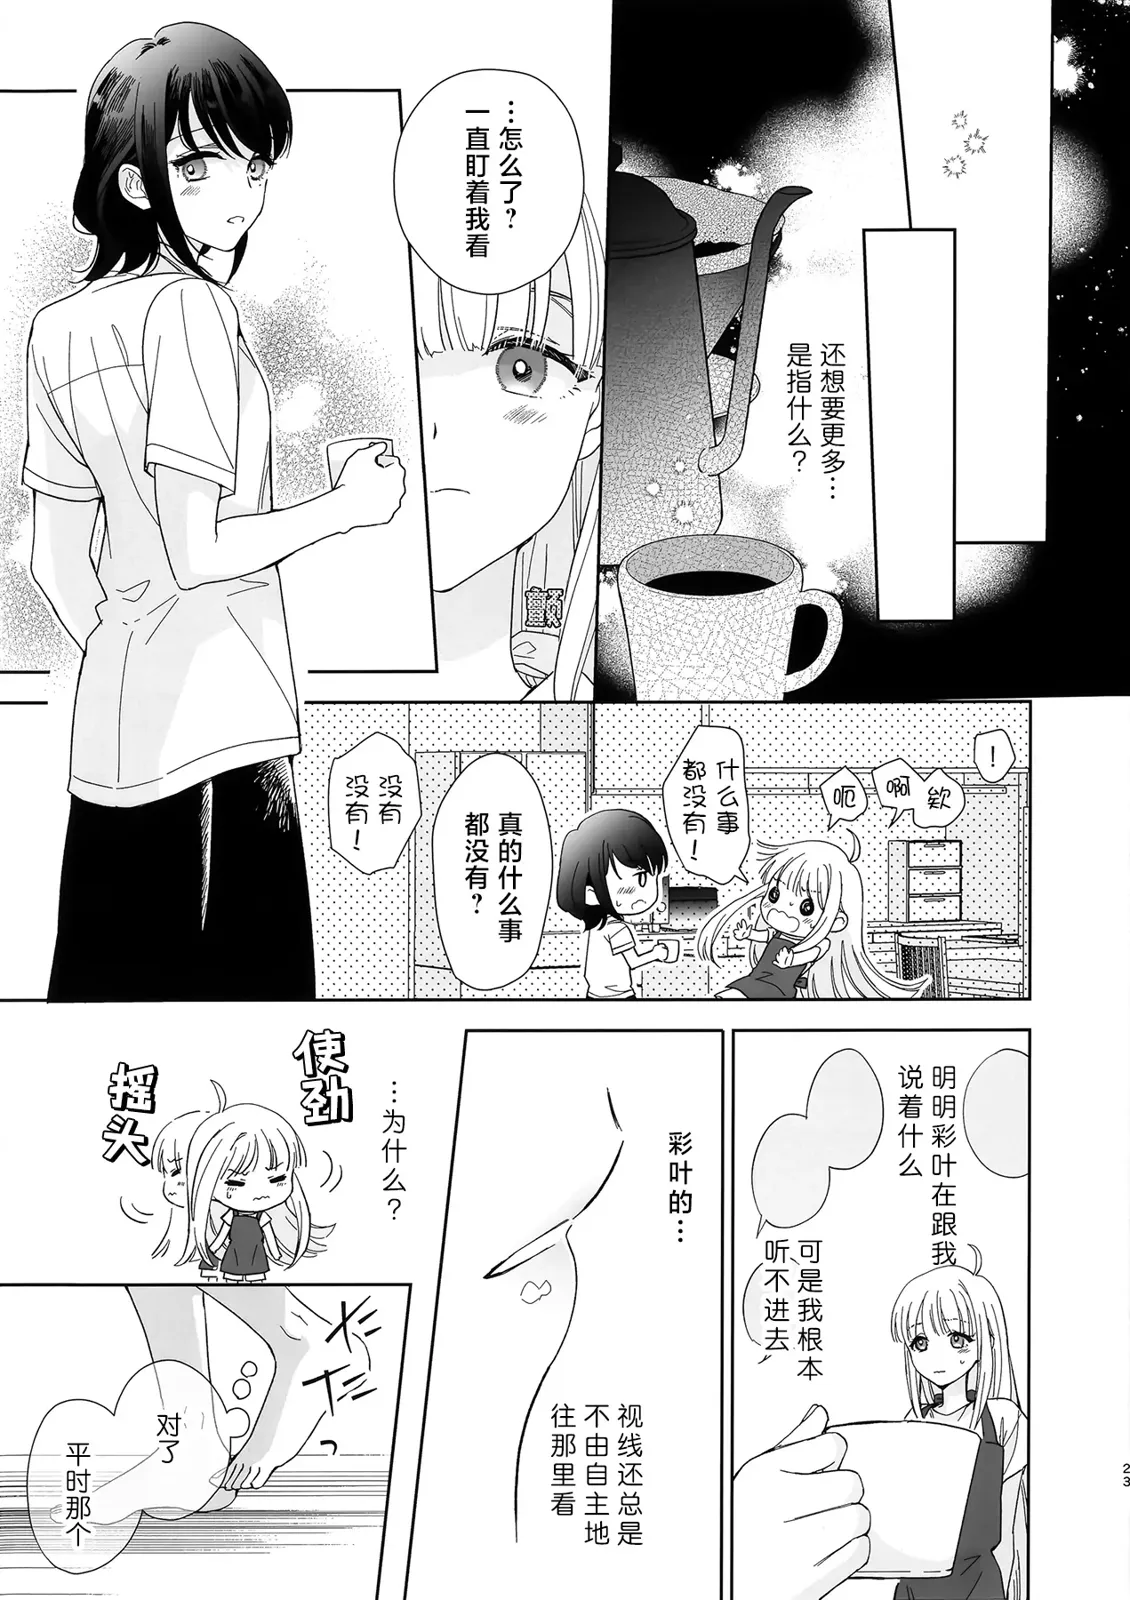 还想要更多…
是指什么？
…怎么了？
一直盯着我看
颤
！
欸
啊
呃
什么事
都没有！
真的什么事
都没有？
没有
没有！
明明彩叶在跟我
说着什么
可是我根本
听不进去
彩叶的…
视线还总是
不由自主地
往那里看
…为什么？
使劲
摇头
对了
平时那个
23